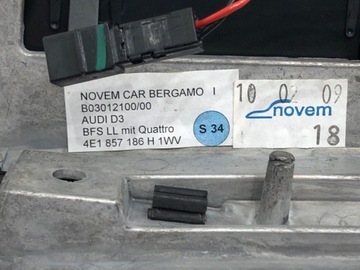 NOVEM CAR BERGAMO I
B03012100/00
AUDI D3
BFS LL mit Quattro
4E1 857 186 H 1WV
S 34
10 02 09
novem
18